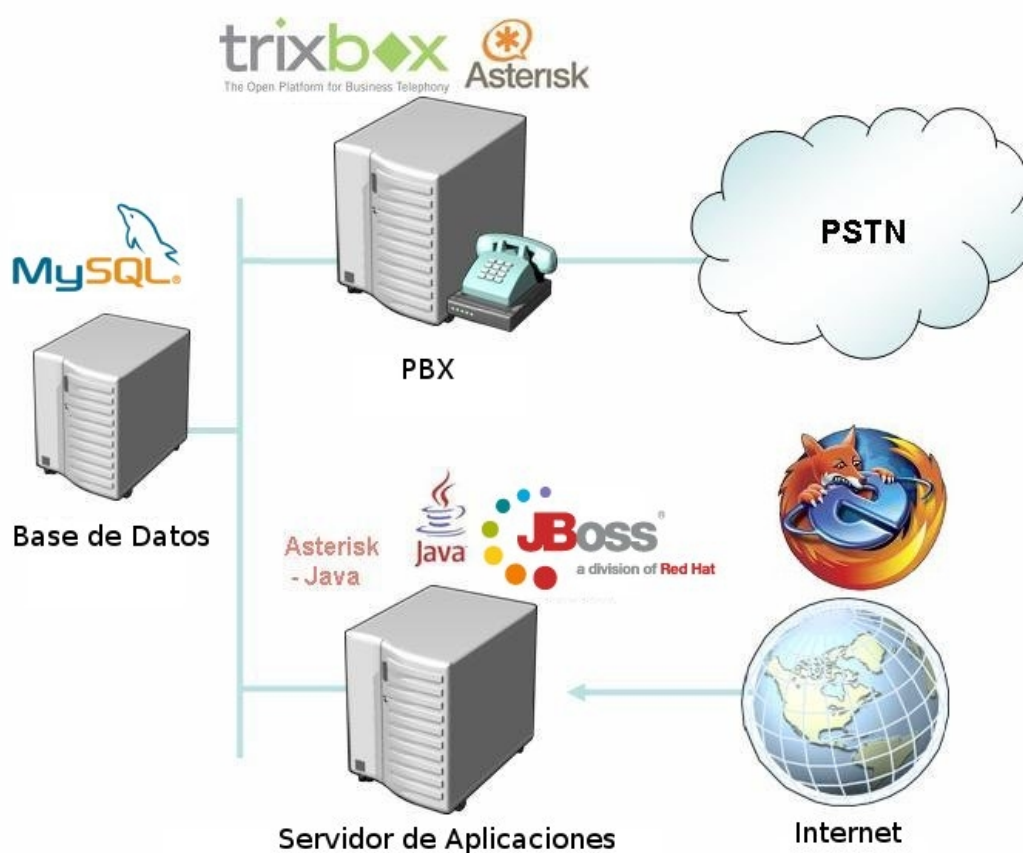 trixbox
The Open Platform for Business Telephony
Asterisk
PSTN
MySQL.
PBX
Base de Datos
Asterisk
- Java
Java
JBoss
a division of Red Hat
Servidor de Aplicaciones
Internet